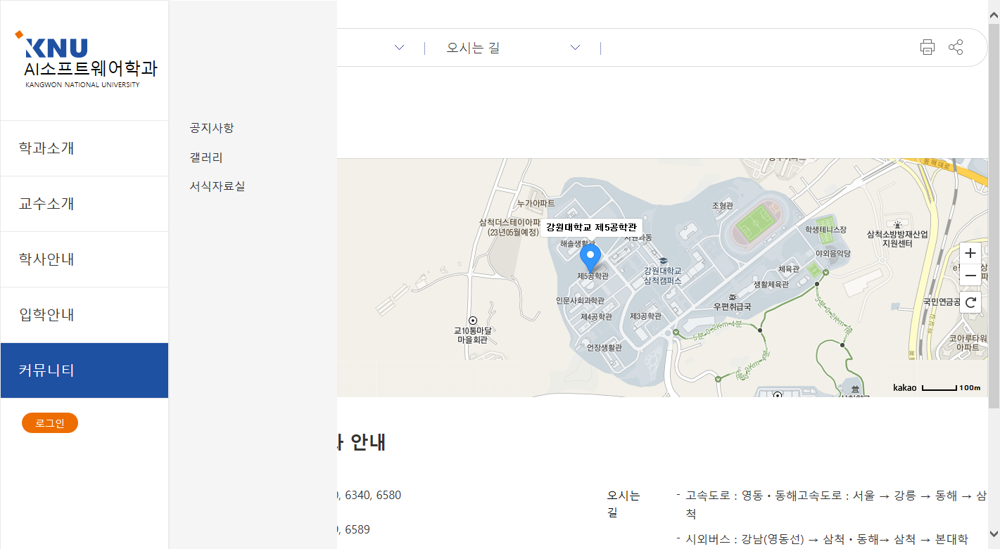 KNU
AI소프트웨어학과
KANGWON NATIONAL UNIVERSITY
학과소개
교수소개
학사안내
입학안내
커뮤니티
로그인
공지사항
갤러리
서식자료실
오시는 길
동해대로
누가아파트
삼척더스테이아파
(23년05월예정)
강원대학교 제5공학관
해솔생활관
조형관
학생테니스장
야외음악당
삼척소방방재산업
지원센터
제5공학관
강원대학교
삼척캠퍼스
체육관
생활체육관
우편취급국
인문사회과학관
제4공학관
제3공학관
언장생활관
교10통마달
마을회관
5분-0.2Km-4분
국민연금공
코아루타워
아파트
kakao
100m
안내
, 6340, 6580
, 6589
오시는
길
- 고속도로 : 영동・동해고속도로 : 서울 → 강릉 → 동해 → 삼
척
- 시외버스 : 강남(영동선) → 삼척・동해→ 삼척 → 본대학